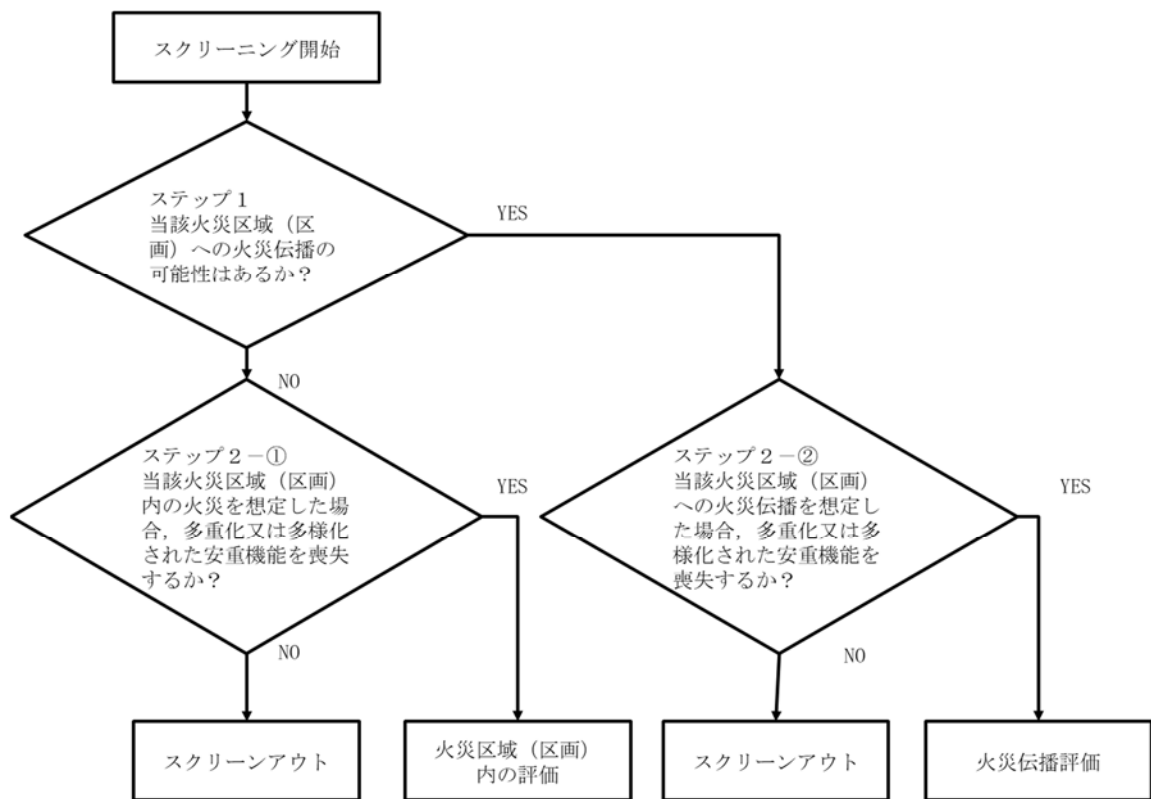 スクリーニング開始
ステップ１
当該火災区域（区
画）への火災伝播の
可能性はあるか？
YES
NO
ステップ２－①
当該火災区域（区画）
内の火災を想定した場
合，多重化又は多様化
された安重機能を喪失
するか？
YES
NO
ステップ２－②
当該火災区域（区画）
への火災伝播を想定し
た場合，多重化又は多
様化された安重機能を
喪失するか？
YES
NO
スクリーンアウト
火災区域（区画）
内の評価
スクリーンアウト
火災伝播評価